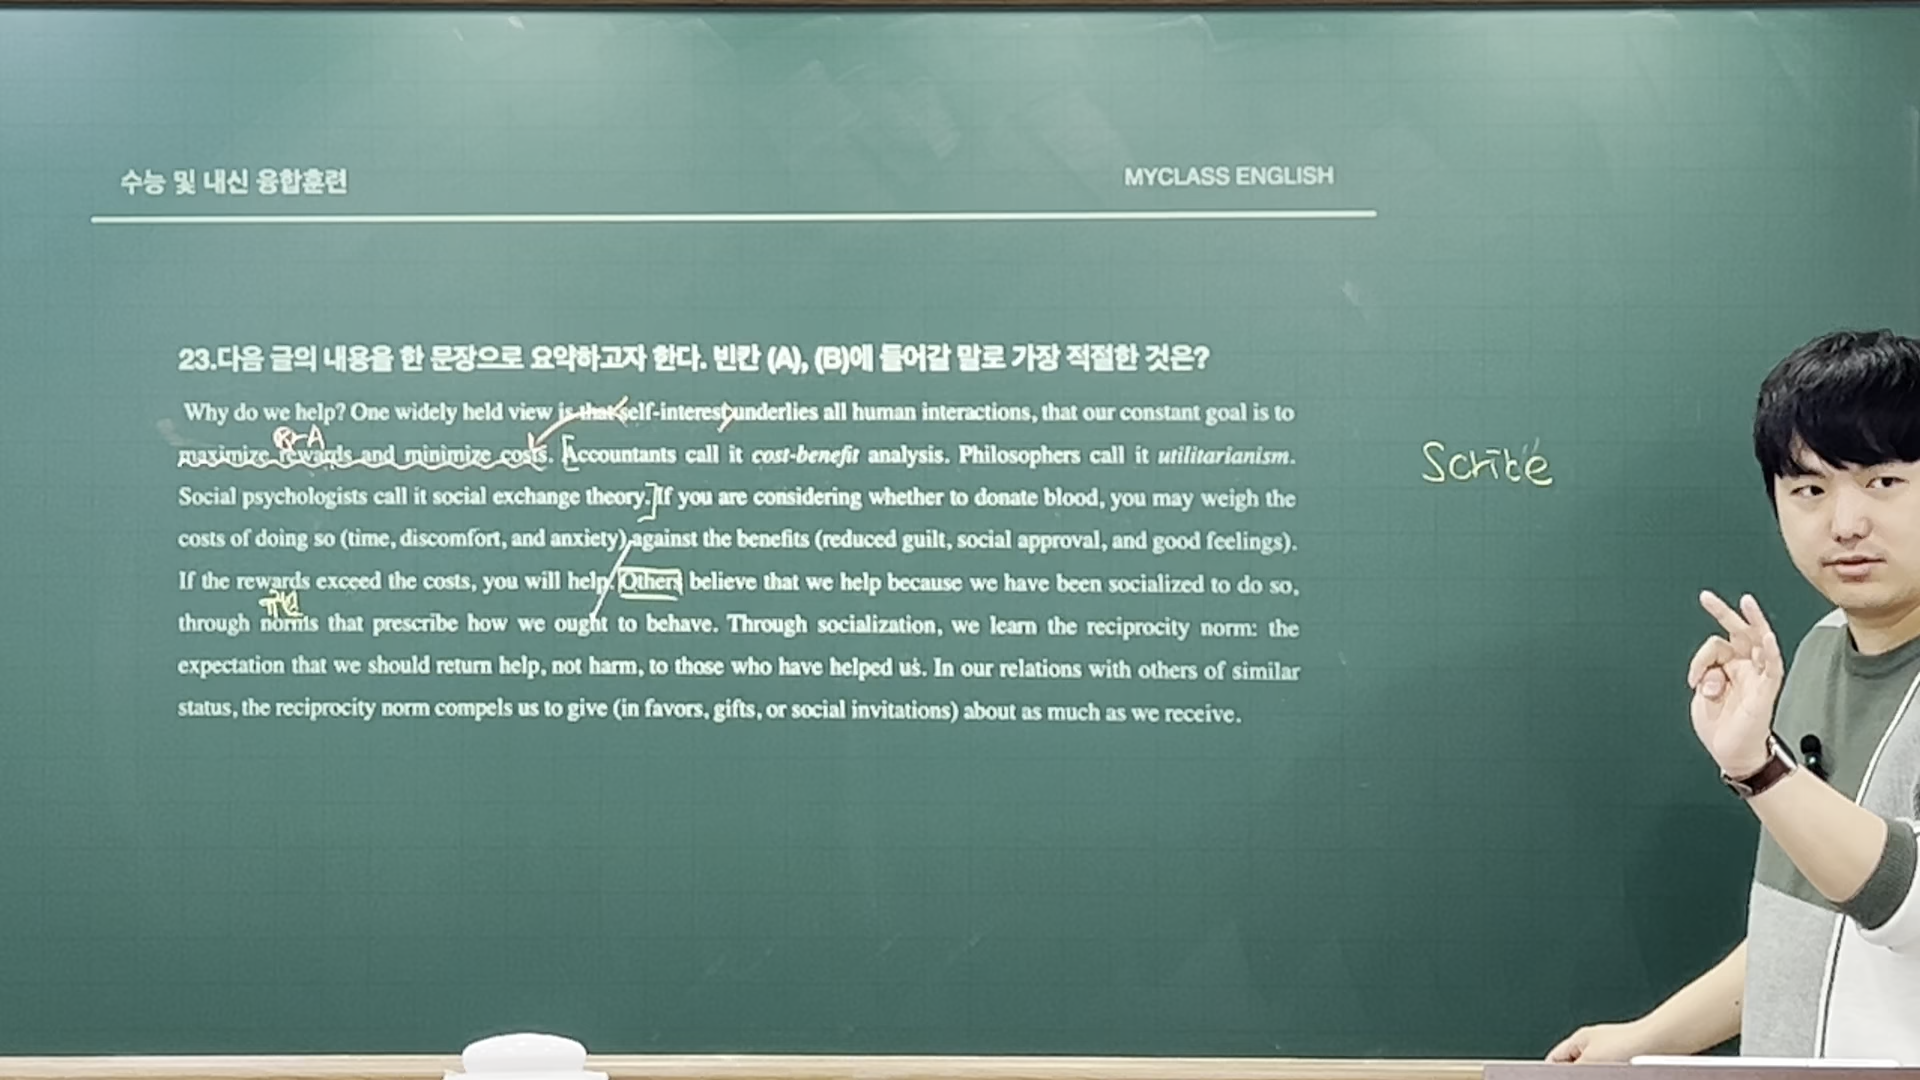 수능 및 내신 융합훈련
MYCLASS ENGLISH
23.다음 글의 내용을 한 문장으로 요약하고자 한다. 빈칸 (A), (B)에 들어갈 말로 가장 적절한 것은?
Why do we help? One widely held view is that self-interest underlies all human interactions, that our constant goal is to
maximize rewards and minimize costs. Accountants call it cost-benefit analysis. Philosophers call it utilitarianism.
Social psychologists call it social exchange theory. If you are considering whether to donate blood, you may weigh the
costs of doing so (time, discomfort, and anxiety) against the benefits (reduced guilt, social approval, and good feelings).
If the rewards exceed the costs, you will help. Others believe that we help because we have been socialized to do so,
규범
through norms that prescribe how we ought to behave. Through socialization, we learn the reciprocity norm: the
expectation that we should return help, not harm, to those who have helped us. In our relations with others of similar
status, the reciprocity norm compels us to give (in favors, gifts, or social invitations) about as much as we receive.